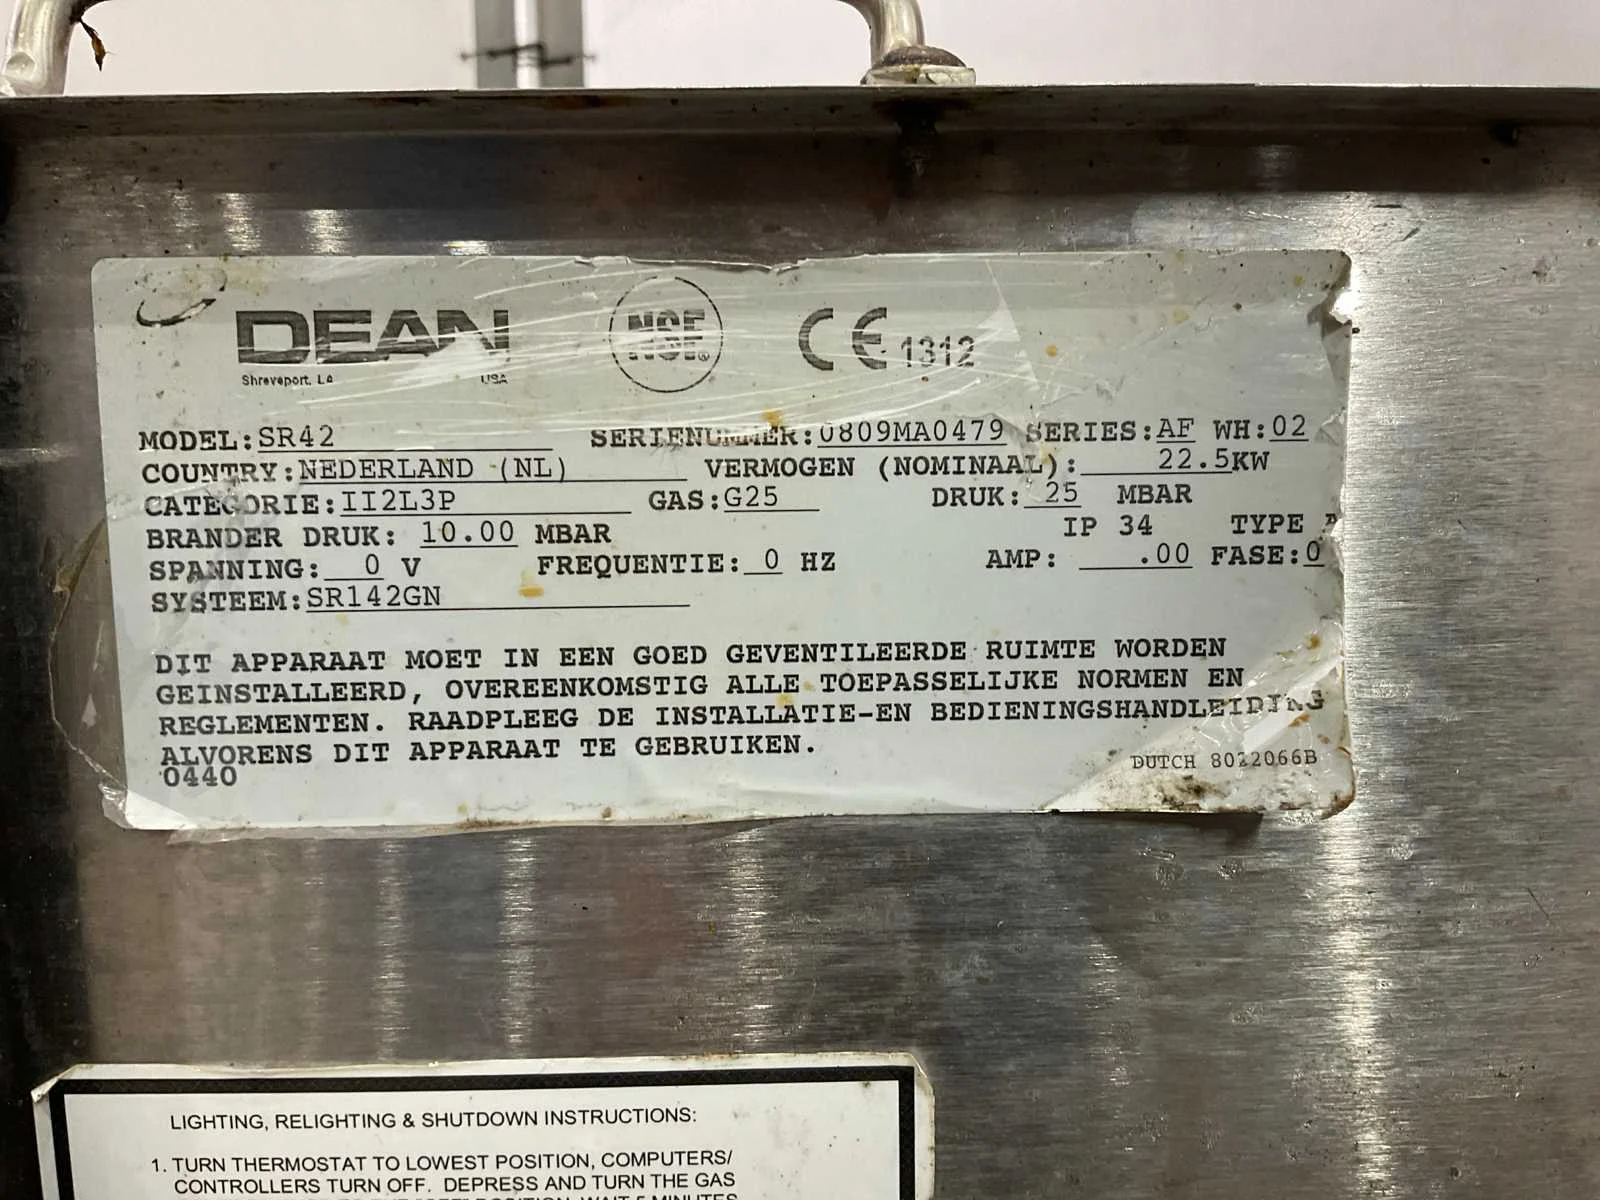 DEAN
Shreveport, LA USA
NSF®
CE 1312
MODEL: SR42 SERIENUMMER: 0809MA0479 SERIES: AF WH: 02
COUNTRY: NEDERLAND (NL) VERMOGEN (NOMINAAL): 22.5KW
CATEGORIE: II2L3P GAS: G25 DRUK: 25 MBAR
BRANDER DRUK: 10.00 MBAR IP 34 TYPE
SPANNING: 0 V FREQUENTIE: 0 HZ AMP: .00 FASE: 0
SYSTEEM: SR142GN
DIT APPARAAT MOET IN EEN GOED GEVENTILEERDE RUIMTE WORDEN
GEINSTALLEERD, OVEREENKOMSTIG ALLE TOEPASSELIJKE NORMEN EN
REGLEMENTEN. RAADPLEEG DE INSTALLATIE-EN BEDIENINGSHANDLEIDING
ALVORENS DIT APPARAAT TE GEBRUIKEN.
0440
DUTCH 8022066B
LIGHTING, RELIGHTING & SHUTDOWN INSTRUCTIONS:
1. TURN THERMOSTAT TO LOWEST POSITION, COMPUTERS/
CONTROLLERS TURN OFF. DEPRESS AND TURN THE GAS
POSITION, WAIT 5 MINUTES